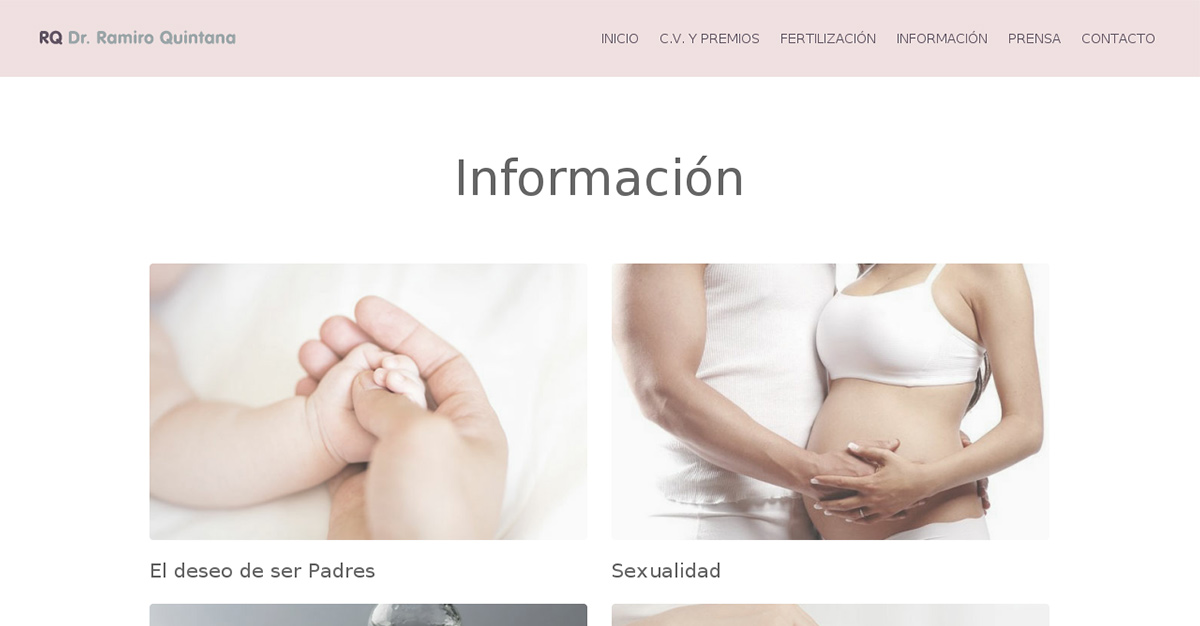 RQ Dr. Ramiro Quintana
INICIO C.V. Y PREMIOS FERTILIZACIÓN INFORMACIÓN PRENSA CONTACTO
Información
El deseo de ser Padres
Sexualidad